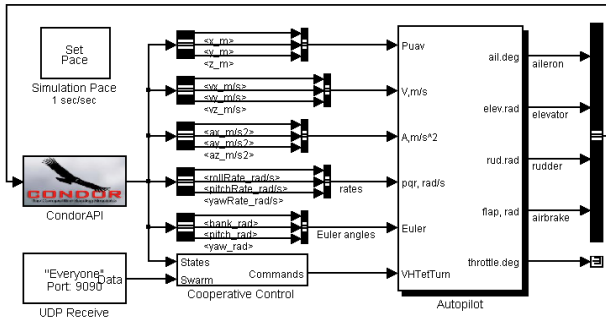 Set
Pace
Simulation Pace
1 sec/sec
<x_m>
<y_m>
<z_m>
<vx_m/s>
<vy_m/s>
<vz_m/s>
<ax_m/s2>
<ay_m/s2>
<az_m/s2>
<rollRate_rad/s>
<pitchRate_rad/s>
<yawRate_rad/s>
rates
<bank_rad>
<pitch_rad>
<yaw_rad>
Euler angles
CONDOR
CondorAPI
"Everyone"
Port: 9090
Data
UDP Receive
States
Swarm
Commands
Cooperative Control
Puav
V,m/s
A,m/s^2
pqr, rad/s
Euler
VHTetTurn
ail.deg
elev.rad
rud.rad
flap, rad
throttle.deg
Autopilot
aileron
elevator
rudder
airbrake